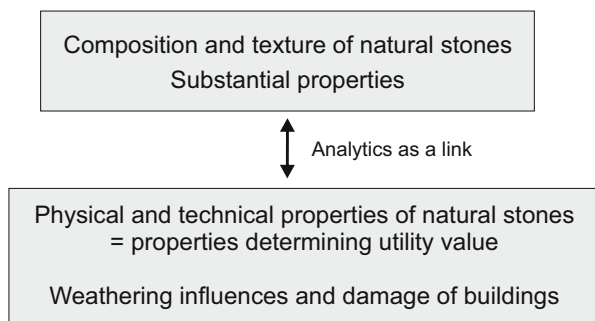 Composition and texture of natural stones
Substantial properties
Analytics as a link
Physical and technical properties of natural stones
= properties determining utility value
Weathering influences and damage of buildings